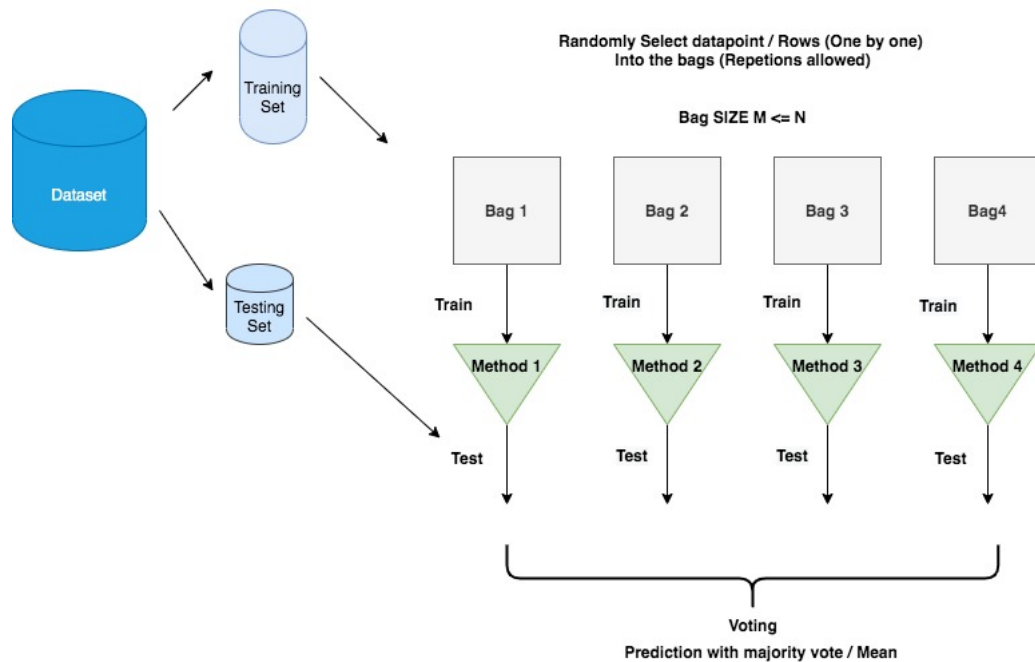 Randomly Select datapoint / Rows (One by one)
Into the bags (Repetions allowed)
Training
Set
Bag SIZE M <= N
Dataset
Bag 1
Bag 2
Bag 3
Bag4
Testing
Set
Train
Train
Train
Train
Method 1
Method 2
Method 3
Method 4
Test
Test
Test
Test
Voting
Prediction with majority vote / Mean